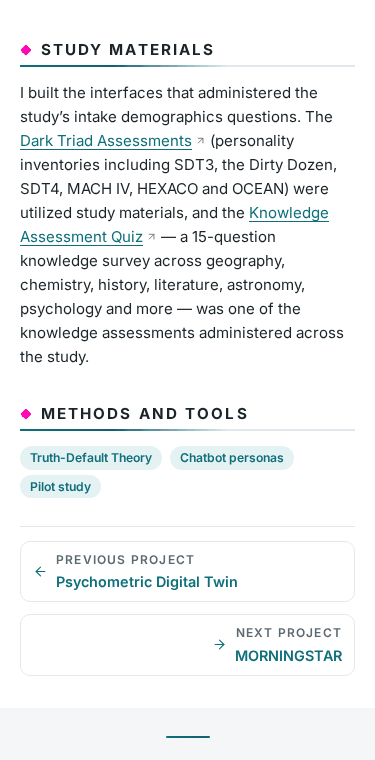 STUDY MATERIALS
I built the interfaces that administered the
study’s intake demographics questions. The
Dark Triad Assessments ↗ (personality
inventories including SDT3, the Dirty Dozen,
SDT4, MACH IV, HEXACO and OCEAN) were
utilized study materials, and the Knowledge
Assessment Quiz ↗ — a 15-question
knowledge survey across geography,
chemistry, history, literature, astronomy,
psychology and more — was one of the
knowledge assessments administered across
the study.
METHODS AND TOOLS
Truth-Default Theory Chatbot personas
Pilot study
PREVIOUS PROJECT
← Psychometric Digital Twin
NEXT PROJECT
→ MORNINGSTAR